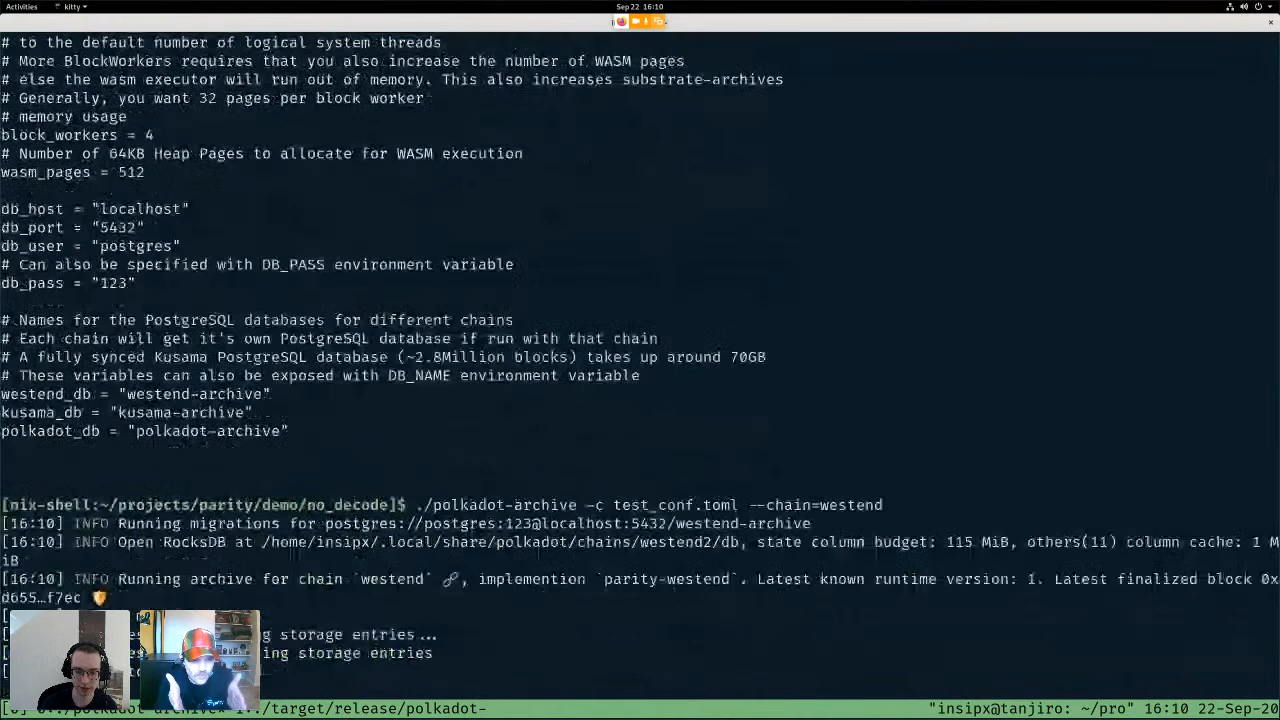 Activities
kitty
Sep 22 16:10
# to the default number of logical system threads
# More BlockWorkers requires that you also increase the number of WASM pages
# else the wasm executor will run out of memory. This also increases substrate-archives
# Generally, you want 32 pages per block worker
# memory usage
block_workers = 4
# Number of 64KB Heap Pages to allocate for WASM execution
wasm_pages = 512
db_host = "localhost"
db_port = "5432"
db_user = "postgres"
# Can also be specified with DB_PASS environment variable
db_pass = "123"
# Names for the PostgreSQL databases for different chains
# Each chain will get it's own PostgreSQL database if run with that chain
# A fully synced Kusama PostgreSQL database (~2.8Million blocks) takes up around 70GB
# These variables can also be exposed with DB_NAME environment variable
westend_db = "westend-archive"
kusama_db = "kusama-archive"
polkadot_db = "polkadot-archive"
[nix-shell:~/projects/parity/demo/no_decode]$ ./polkadot-archive -c test_conf.toml --chain=westend
[16:10] INFO Running migrations for postgres://postgres:123@localhost:5432/westend-archive
[16:10] INFO Open RocksDB at /home/insipx/.local/share/polkadot/chains/westend2/db, state column budget: 115 MiB, others(11) column cache: 1 M
iB
[16:10] INFO Running archive for chain `westend` 🔗, implemention `parity-westend`. Latest known runtime version: 1. Latest finalized block 0x
d655…f7ec 🛡
storage entries...
ing storage entries
/target/release/polkadot- "insipx@tanjiro: ~/pro" 16:10 22-Sep-20